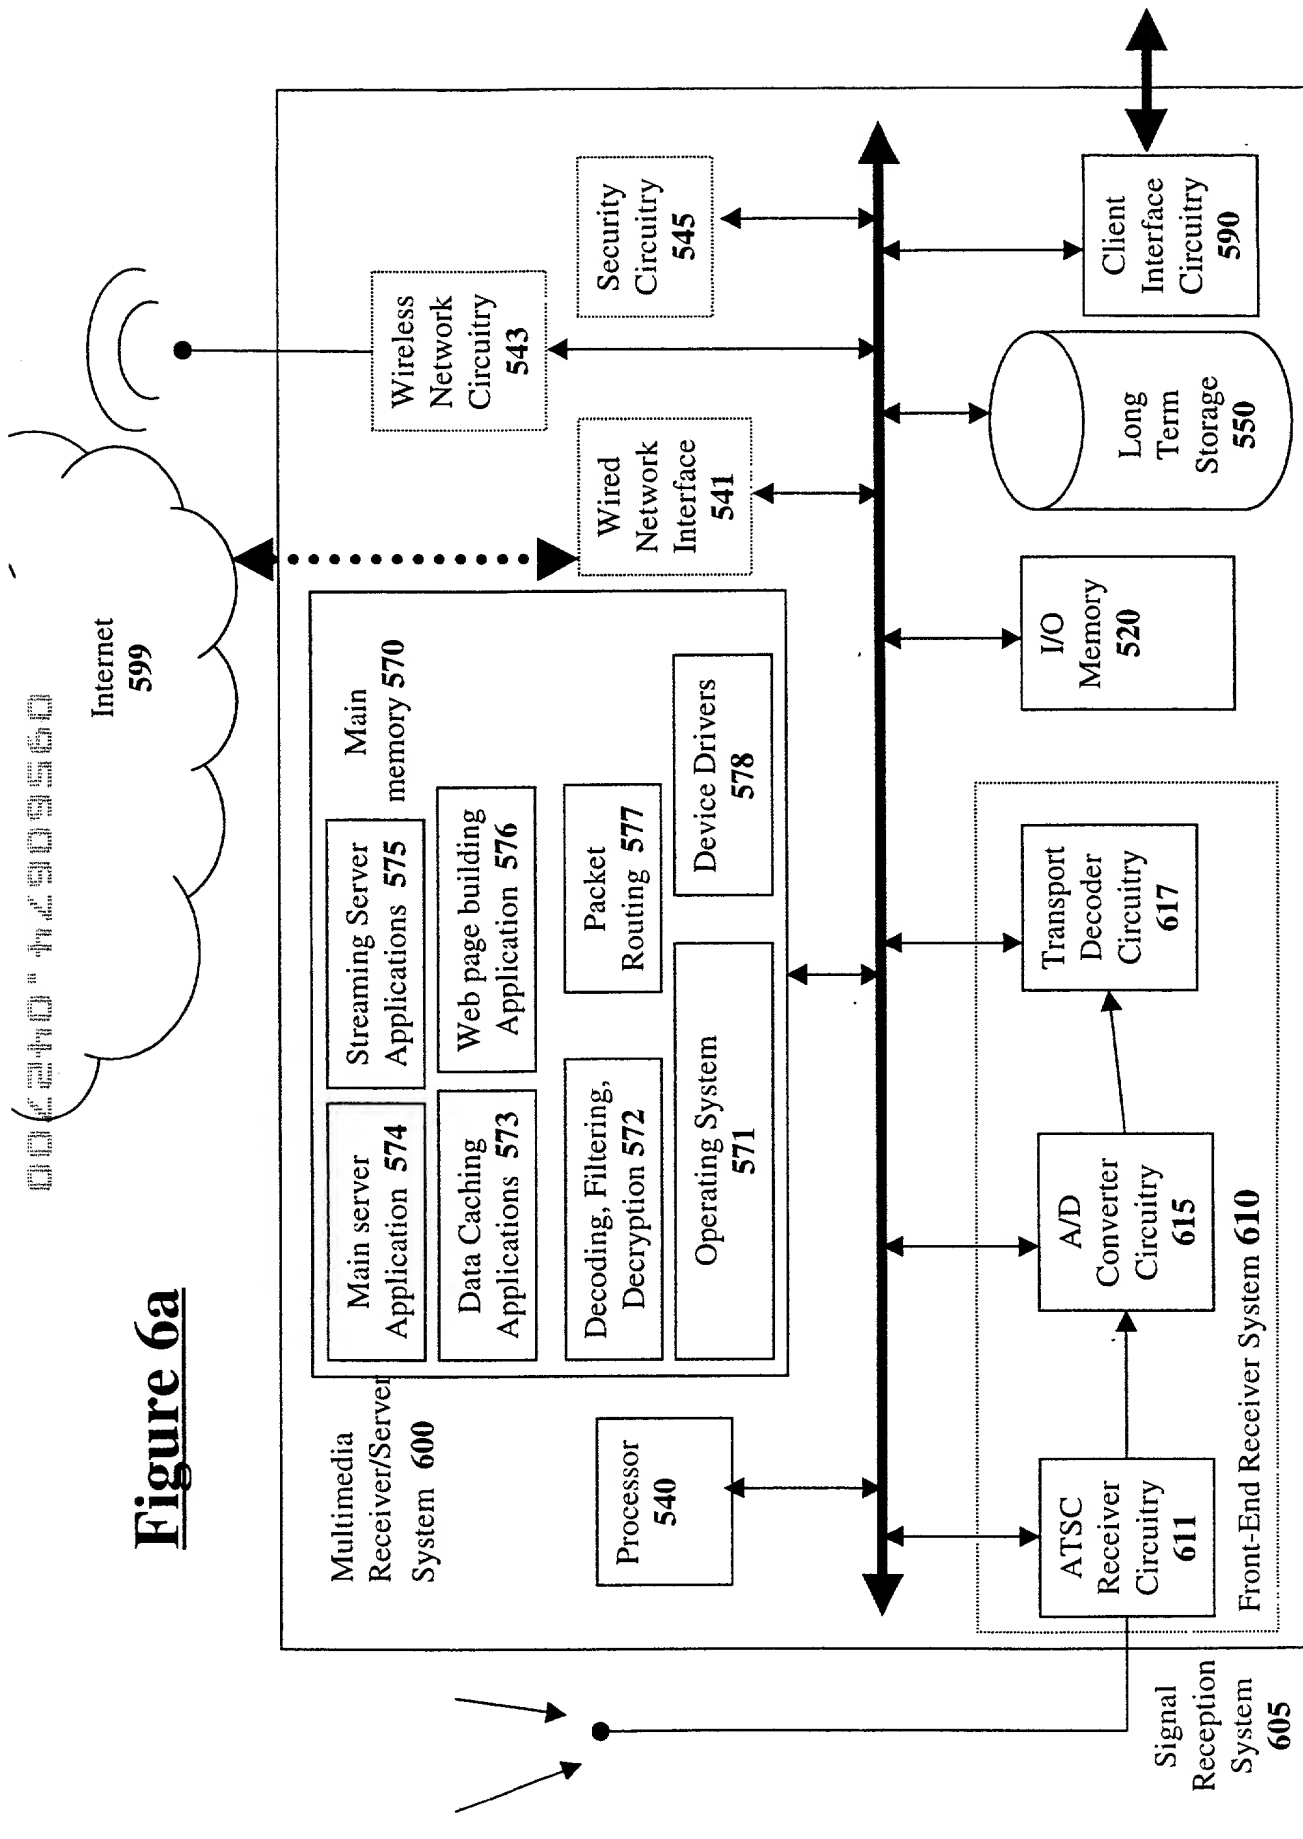 Figure 6a
09560674.042700
Internet
599
Multimedia
Receiver/Server
System 600
Main server
Application 574
Streaming Server
Applications 575
Main
memory 570
Data Caching
Applications 573
Web page building
Application 576
Decoding, Filtering,
Decryption 572
Packet
Routing 577
Operating System
571
Device Drivers
578
Processor
540
Wired
Network
Interface
541
Wireless
Network
Circuitry
543
Security
Circuitry
545
ATSC
Receiver
Circuitry
611
A/D
Converter
Circuitry
615
Transport
Decoder
Circuitry
617
Front-End Receiver System 610
I/O
Memory
520
Long
Term
Storage
550
Client
Interface
Circuitry
590
Signal
Reception
System
605